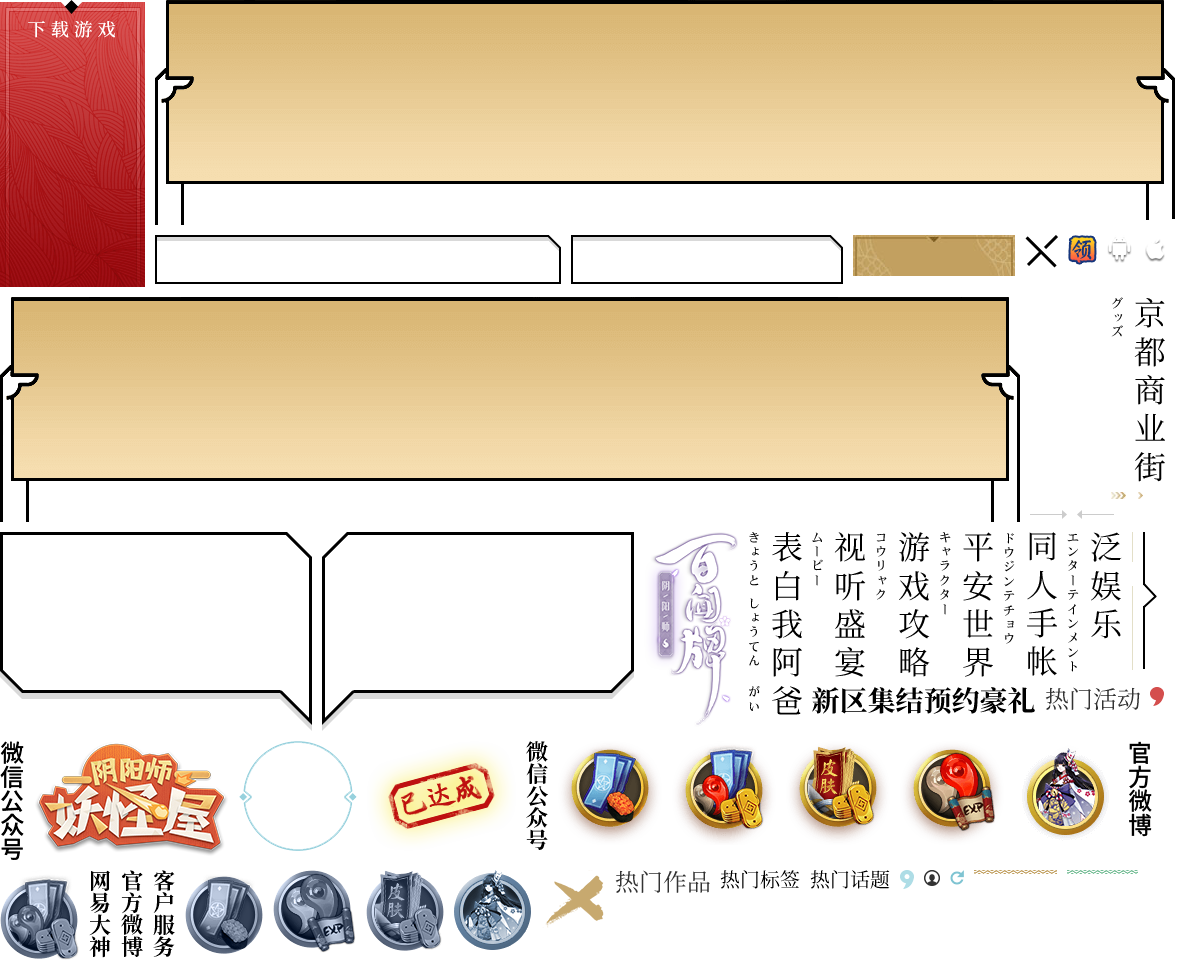 下载游戏
领
京都商业街
グッズ
泛娱乐
エンターテインメント
同人手帐
ドウジンテチョウ
平安世界
キャラクター
游戏攻略
コウリャク
视听盛宴
ムービー
表白我阿爸
きょうと しょうてん がい
百闻牌
阴阳师
新区集结预约豪礼
热门活动
微信公众号
阴阳师
妖怪屋
已达成
微信公众号
皮肤
EXP
官方微博
网易大神
官方微博
客户服务
EXP
皮肤
热门作品
热门标签
热门话题